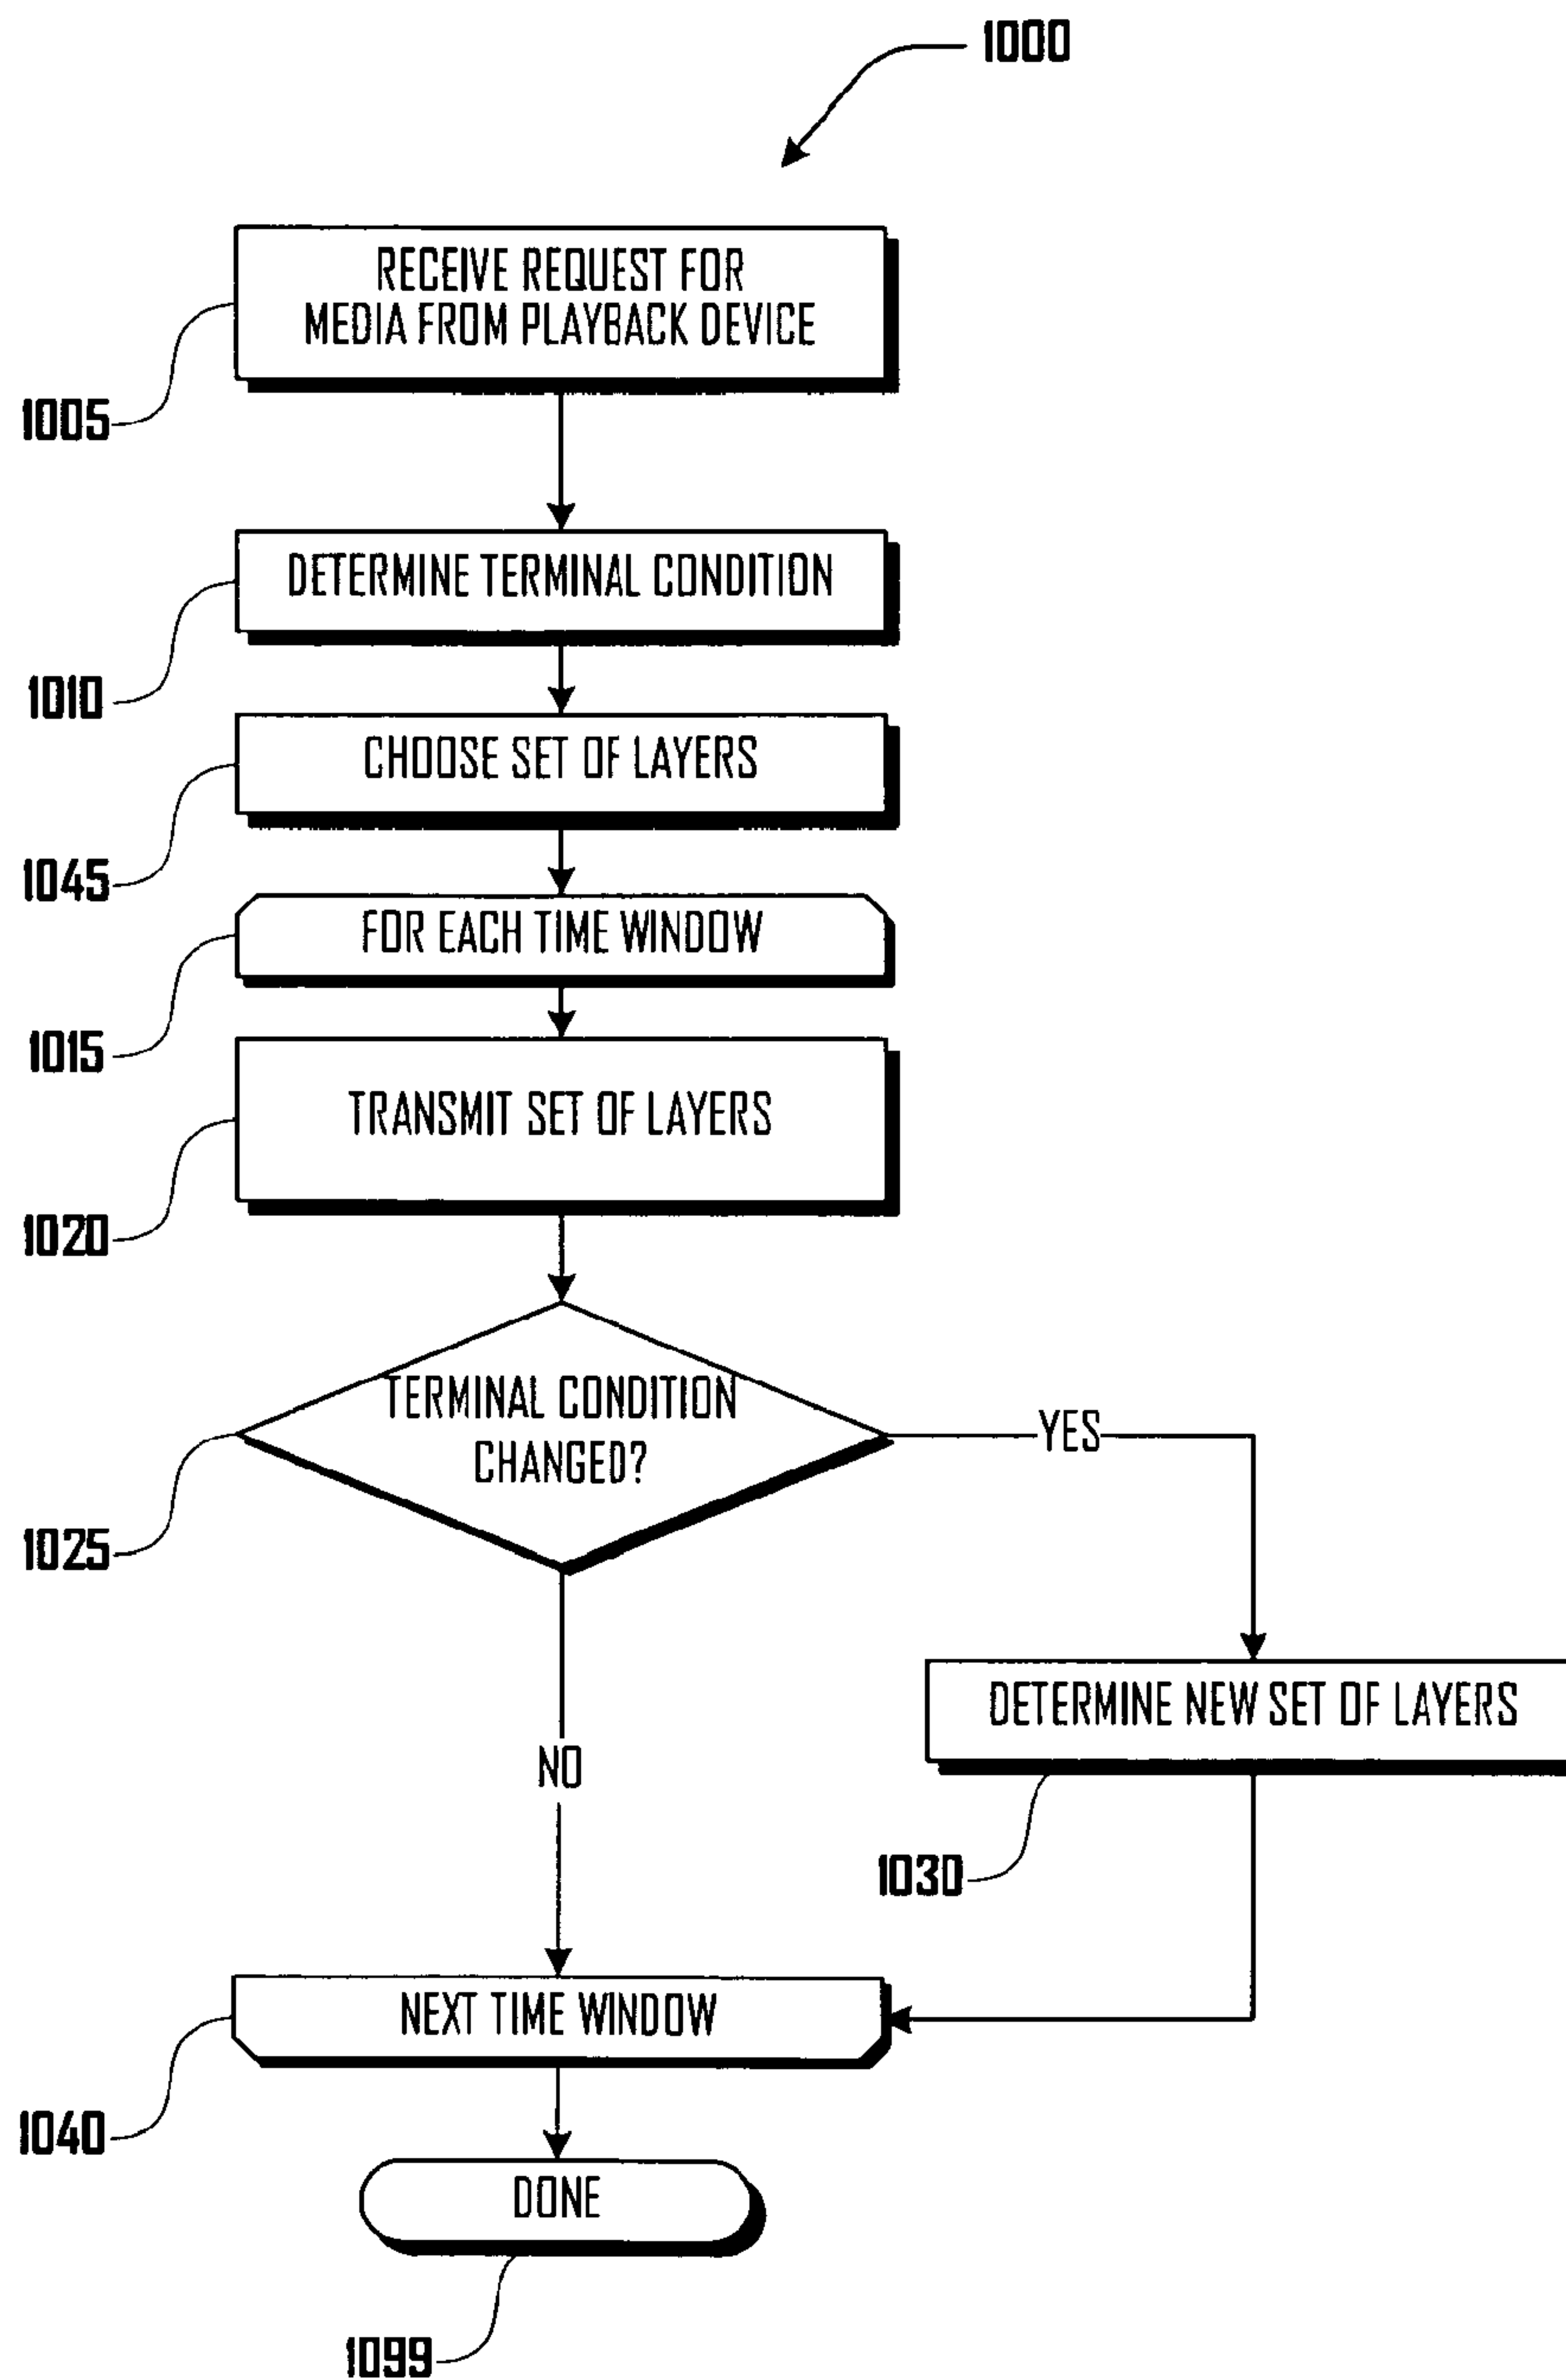 1000
RECEIVE REQUEST FOR
MEDIA FROM PLAYBACK DEVICE
1005
DETERMINE TERMINAL CONDITION
1010
CHOOSE SET OF LAYERS
1045
FOR EACH TIME WINDOW
1015
TRANSMIT SET OF LAYERS
1020
TERMINAL CONDITION
CHANGED?
YES
1025
DETERMINE NEW SET OF LAYERS
NO
1030
NEXT TIME WINDOW
1040
DONE
1099